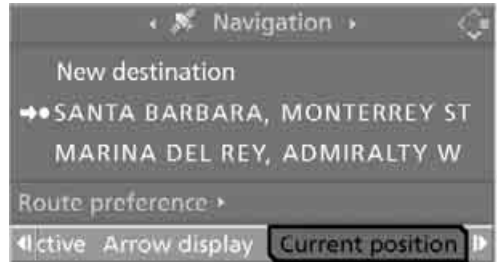 Navigation
New destination
SANTA BARBARA, MONTERREY ST
MARINA DEL REY, ADMIRALTY W
Route preference
ctive Arrow display Current position